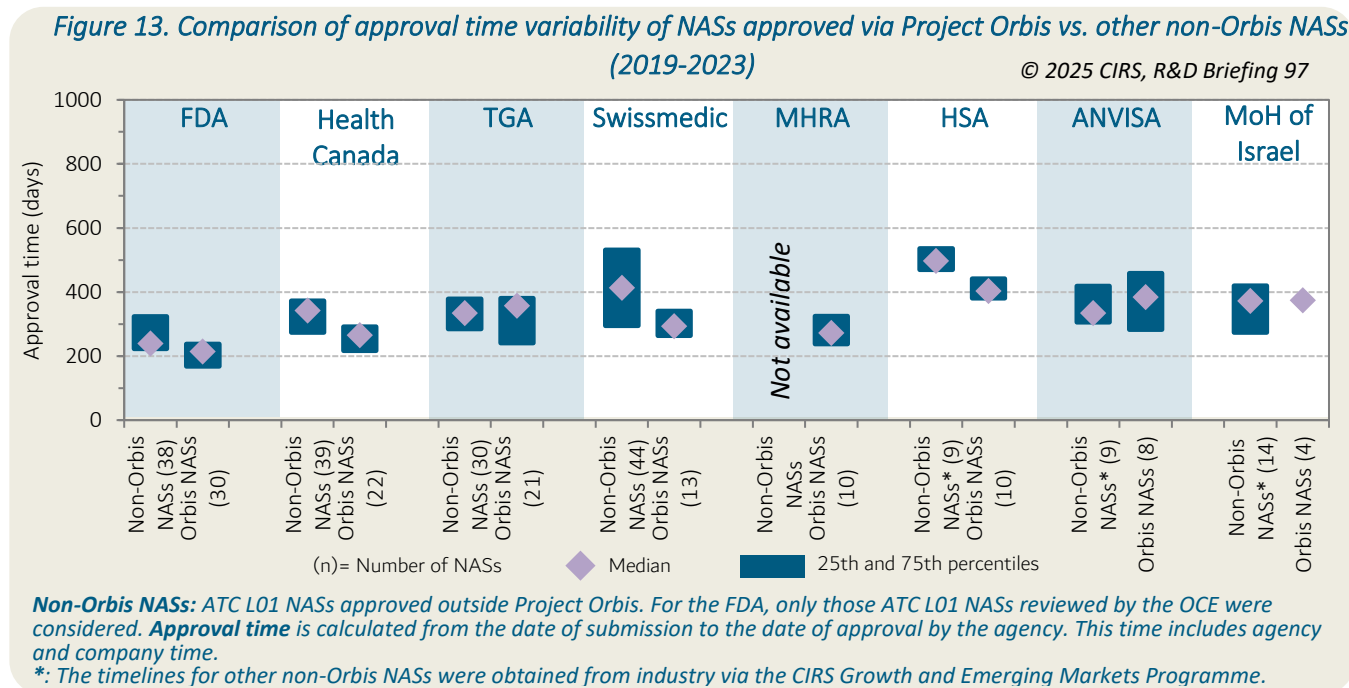 Figure 13. Comparison of approval time variability of NASs approved via Project Orbis vs. other non-Orbis NASs
(2019-2023)
© 2025 CIRS, R&D Briefing 97
Approval time (days)
1000
800
600
400
200
0
FDA
Health
Canada
TGA
Swissmedic
MHRA
HSA
ANVISA
MoH of
Israel
Not available
Non-Orbis
NASs (38)
Orbis NASs
(30)
Non-Orbis
NASs (39)
Orbis NASs
(22)
Non-Orbis
NASs (30)
Orbis NASs
(21)
Non-Orbis
NASs (44)
Orbis NASs
(13)
Non-Orbis
NASs
Orbis NASs
(10)
Non-Orbis
NASs* (9)
Orbis NASs
(10)
Non-Orbis
NASs* (9)
Orbis NASs (8)
Non-Orbis
NASs* (14)
Orbis NASs (4)
(n)= Number of NASs
Median
25th and 75th percentiles
Non-Orbis NASs: ATC L01 NASs approved outside Project Orbis. For the FDA, only those ATC L01 NASs reviewed by the OCE were
considered. Approval time is calculated from the date of submission to the date of approval by the agency. This time includes agency
and company time.
*: The timelines for other non-Orbis NASs were obtained from industry via the CIRS Growth and Emerging Markets Programme.